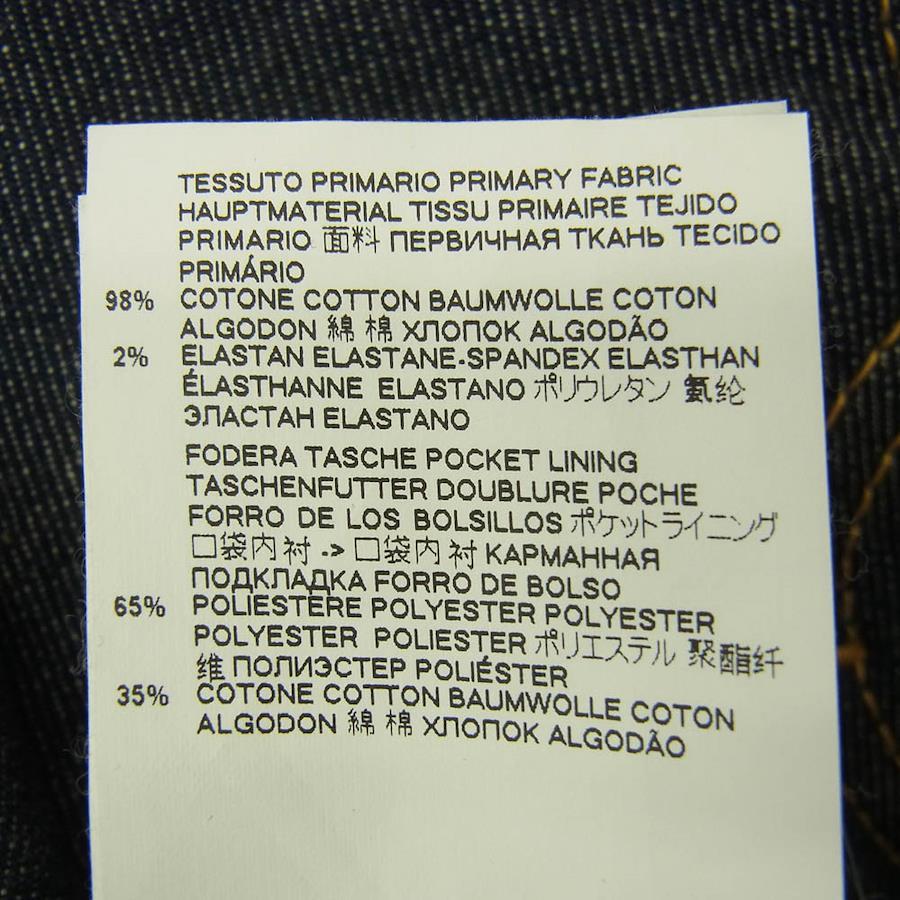 TESSUTO PRIMARIO PRIMARY FABRIC
HAUPTMATERIAL TISSU PRIMAIRE TEJIDO
PRIMARIO 面料 ПЕРВИЧНАЯ ТКАНЬ TECIDO
PRIMÁRIO
98% COTONE COTTON BAUMWOLLE COTON
ALGODON 綿 棉 ХЛОПОК ALGODÃO
2% ELASTAN ELASTANE-SPANDEX ELASTHAN
ÉLASTHANNE ELASTANO ポリウレタン 氨纶
ЭЛАСТАН ELASTANO
FODERA TASCHE POCKET LINING
TASCHENFUTTER DOUBLURE POCHE
FORRO DE LOS BOLSILLOS ポケットライニング
口袋内衬 -> 口袋内衬 КАРМАННАЯ
ПОДКЛАДКА FORRO DE BOLSO
65% POLIESTERE POLYESTER POLYESTER
POLYESTER POLIESTER ポリエステル 聚酯纤
维 ПОЛИЭСТЕР POLIÉSTER
35% COTONE COTTON BAUMWOLLE COTON
ALGODON 綿 棉 ХЛОПОК ALGODÃO